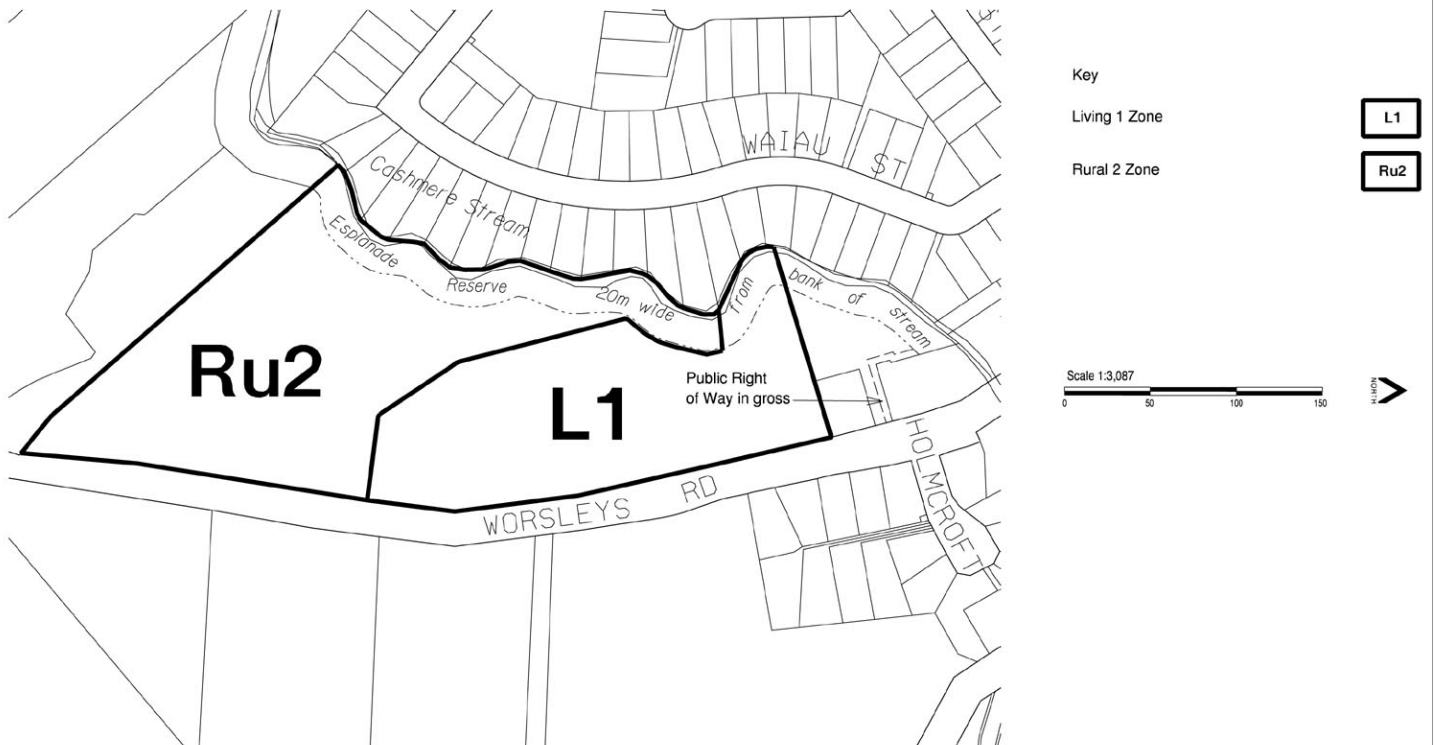 WAIAU ST
Cashmere Stream
Esplanade Reserve 20m wide from bank of stream
Ru2
L1
Public Right
of Way in gross
WORSLEYS RD
HOLMCROFT
Key
Living 1 Zone
L1
Rural 2 Zone
Ru2
Scale 1:3,087
0 50 100 150
NORTH